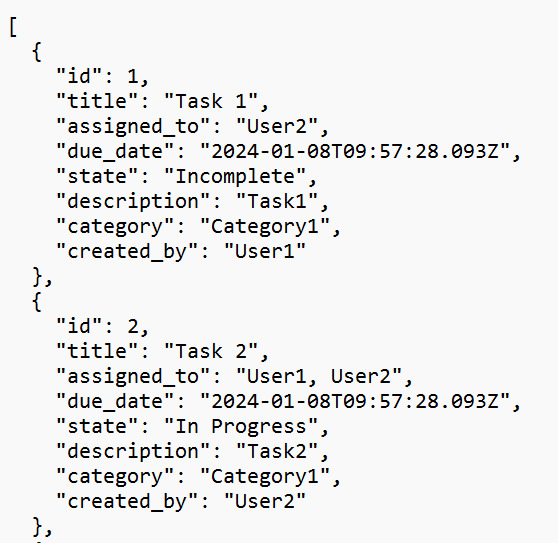 [
  {
    "id": 1,
    "title": "Task 1",
    "assigned_to": "User2",
    "due_date": "2024-01-08T09:57:28.093Z",
    "state": "Incomplete",
    "description": "Task1",
    "category": "Category1",
    "created_by": "User1"
  },
  {
    "id": 2,
    "title": "Task 2",
    "assigned_to": "User1, User2",
    "due_date": "2024-01-08T09:57:28.093Z",
    "state": "In Progress",
    "description": "Task2",
    "category": "Category1",
    "created_by": "User2"
  },